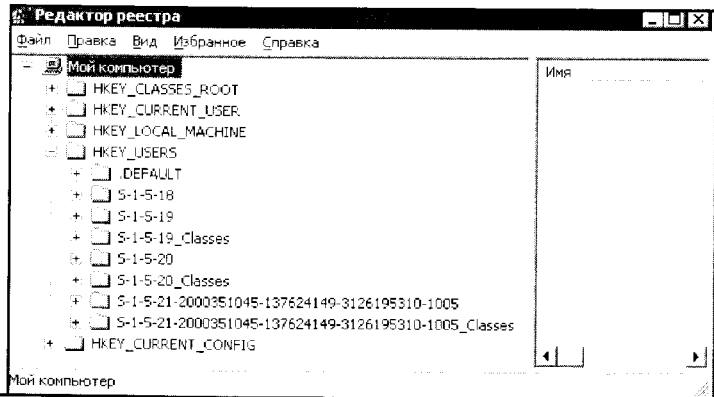 Редактор реестра
Файл Правка Вид Избранное Справка
Мой компьютер
Имя
HKEY_CLASSES_ROOT
HKEY_CURRENT_USER
HKEY_LOCAL_MACHINE
HKEY_USERS
.DEFAULT
S-1-5-18
S-1-5-19
S-1-5-19_Classes
S-1-5-20
S-1-5-20_Classes
S-1-5-21-2000351045-137624149-3126195310-1005
S-1-5-21-2000351045-137624149-3126195310-1005_Classes
HKEY_CURRENT_CONFIG
Мой компьютер